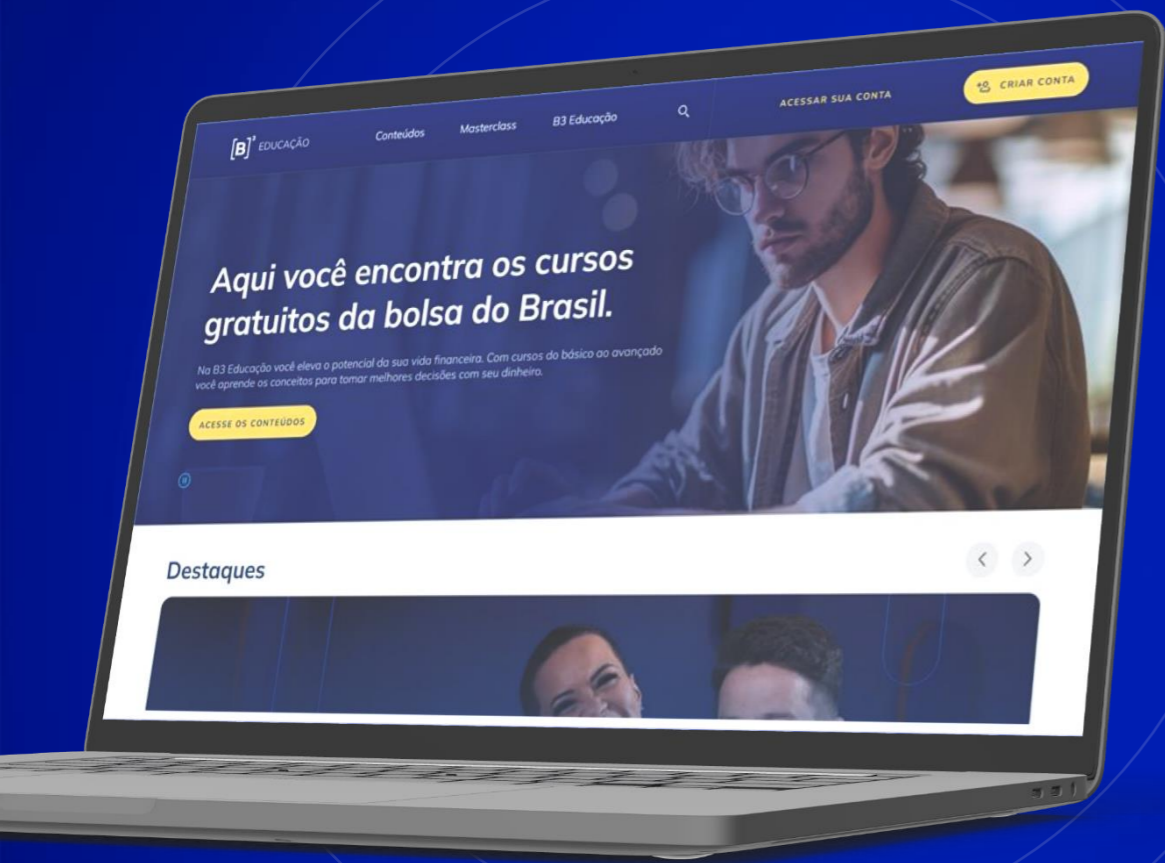 [B]³ EDUCAÇÃO
Conteúdos
Masterclass
B3 Educação
ACESSAR SUA CONTA
CRIAR CONTA
Aqui você encontra os cursos
gratuitos da bolsa do Brasil.
Na B3 Educação você eleva o potencial da sua vida financeira. Com cursos do básico ao avançado
você aprende os conceitos para tomar melhores decisões com seu dinheiro.
ACESSE OS CONTEÚDOS
Destaques